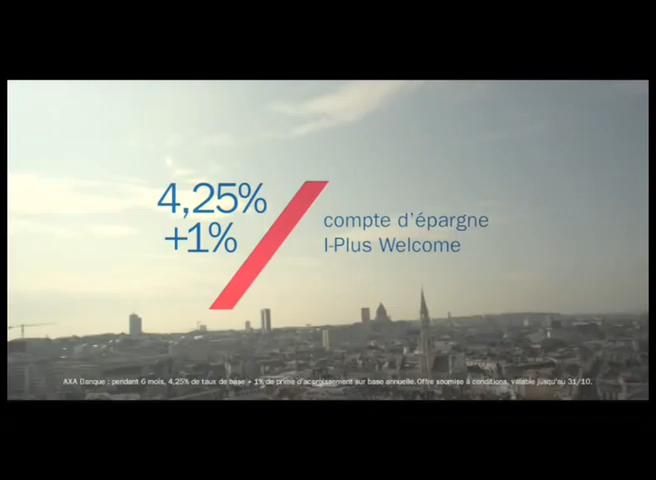 4,25%
+1%
compte d'épargne
I-Plus Welcome
AXA Banque : pendant 6 mois, 4,25% de taux de base + 1% de prime d'accroissement sur base annuelle. Offre soumise à conditions, valable jusqu'au 31/10.